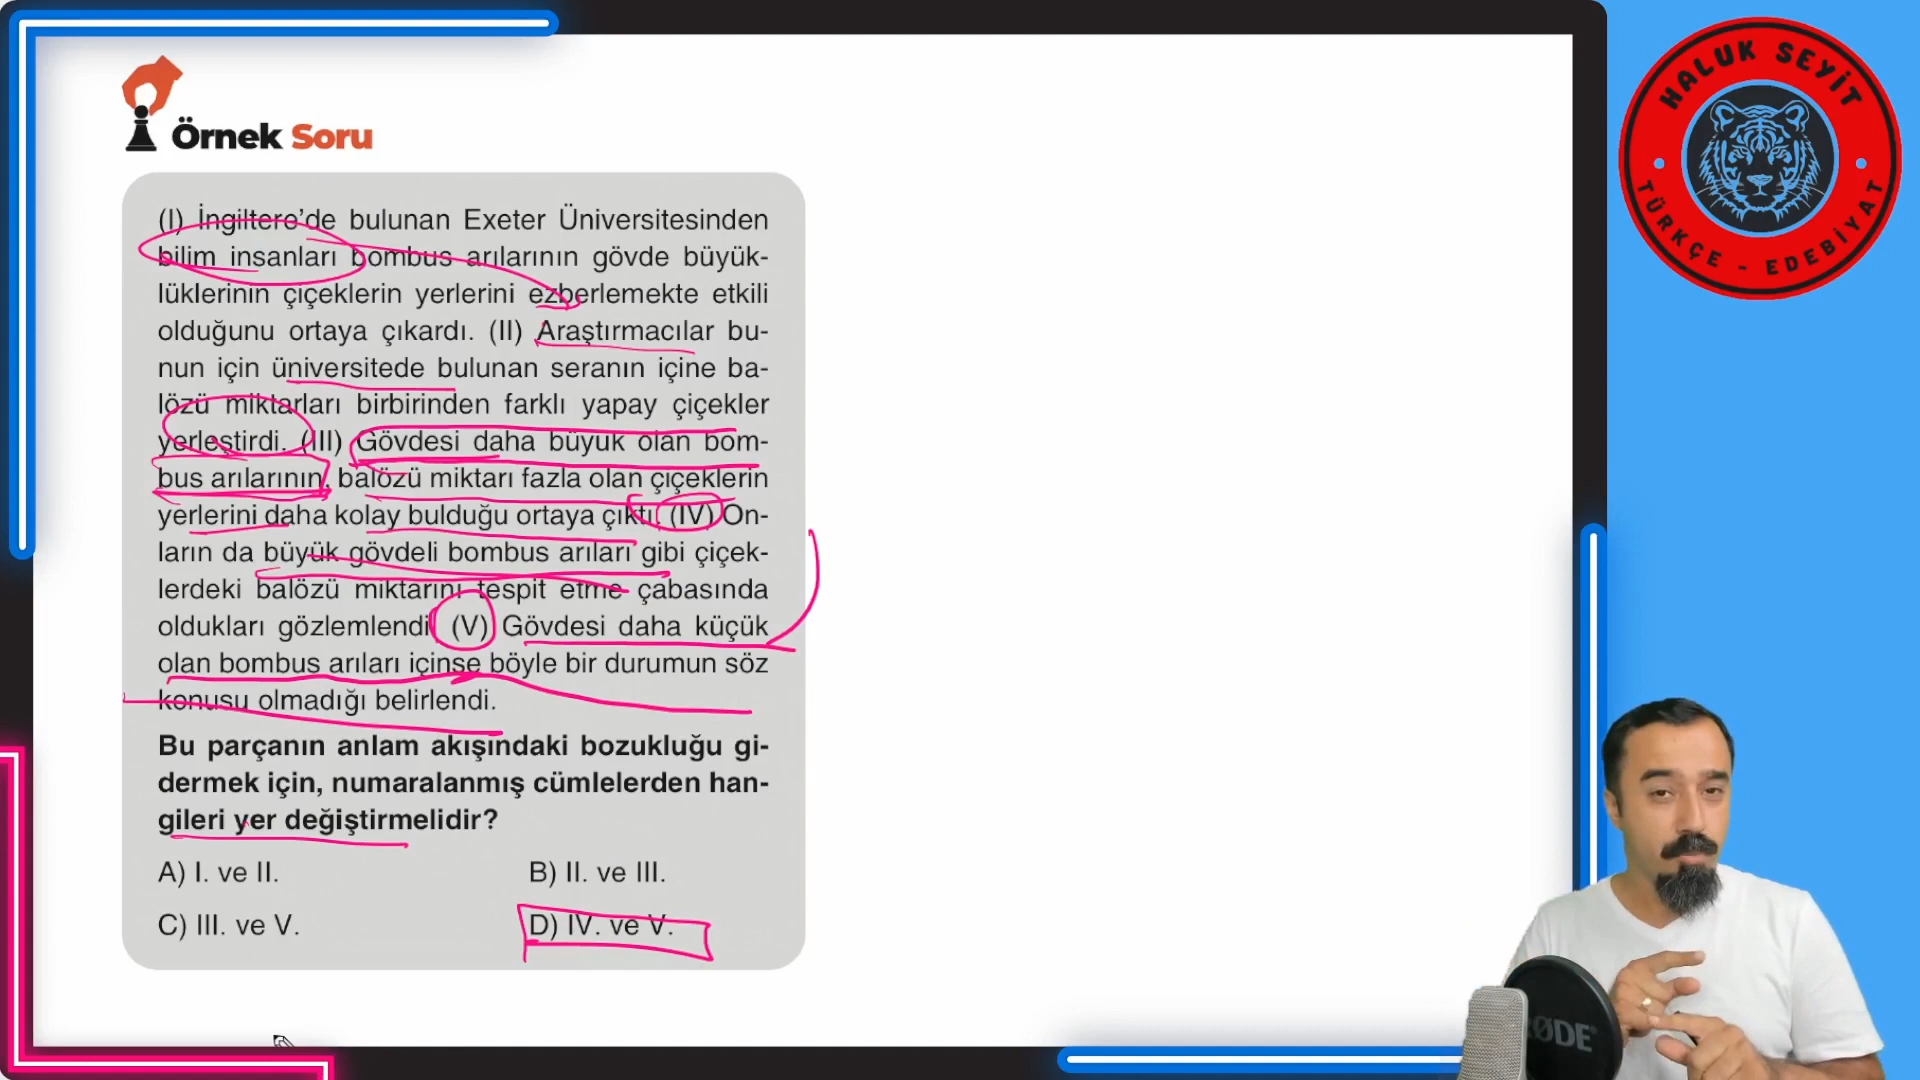 HALUK SEYİT
TÜRKÇE - EDEBİYAT
Örnek Soru
(I) İngiltere’de bulunan Exeter Üniversitesinden
bilim insanları bombus arılarının gövde büyük-
lüklerinin çiçeklerin yerlerini ezberlemekte etkili
olduğunu ortaya çıkardı. (II) Araştırmacılar bu-
nun için üniversitede bulunan seranın içine ba-
lözü miktarları birbirinden farklı yapay çiçekler
yerleştirdi. (III) Gövdesi daha büyük olan bom-
bus arılarının, balözü miktarı fazla olan çiçeklerin
yerlerini daha kolay bulduğu ortaya çıktı. (IV) On-
ların da büyük gövdeli bombus arıları gibi çiçek-
lerdeki balözü miktarını tespit etme çabasında
oldukları gözlemlendi. (V) Gövdesi daha küçük
olan bombus arıları içinse böyle bir durumun söz
konusu olmadığı belirlendi.
Bu parçanın anlam akışındaki bozukluğu gi-
dermek için, numaralanmış cümlelerden han-
gileri yer değiştirmelidir?
A) I. ve II.
B) II. ve III.
C) III. ve V.
D) IV. ve V.
RØDE